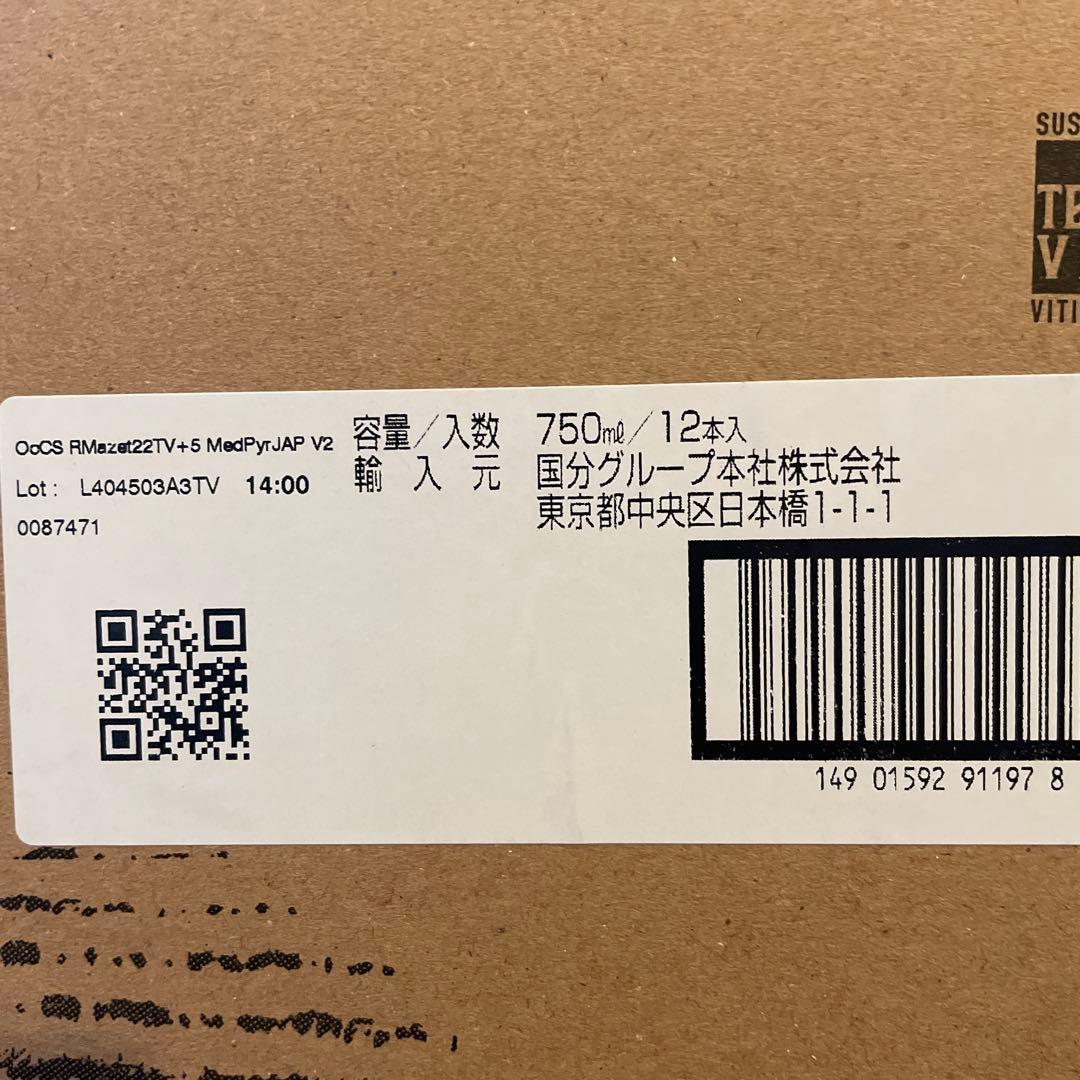 SUS
TE
V
VITI
OoCS RMazet22TV+5 MedPyrJAP V2
Lot : L404503A3TV 14:00
0087471
容量/入数 750㎖/12本入
輸入元 国分グループ本社株式会社
東京都中央区日本橋1-1-1
149 01592 91197 8